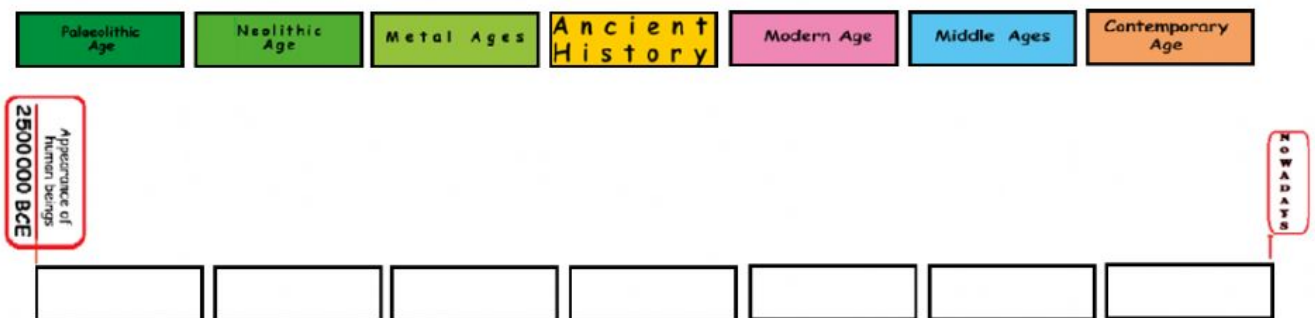 Palaeolithic
Age
Neolithic
Age
Metal Ages
Ancient
History
Modern Age
Middle Ages
Contemporary
Age
Appearance of
human beings
2500000 BCE
NOWADAYS